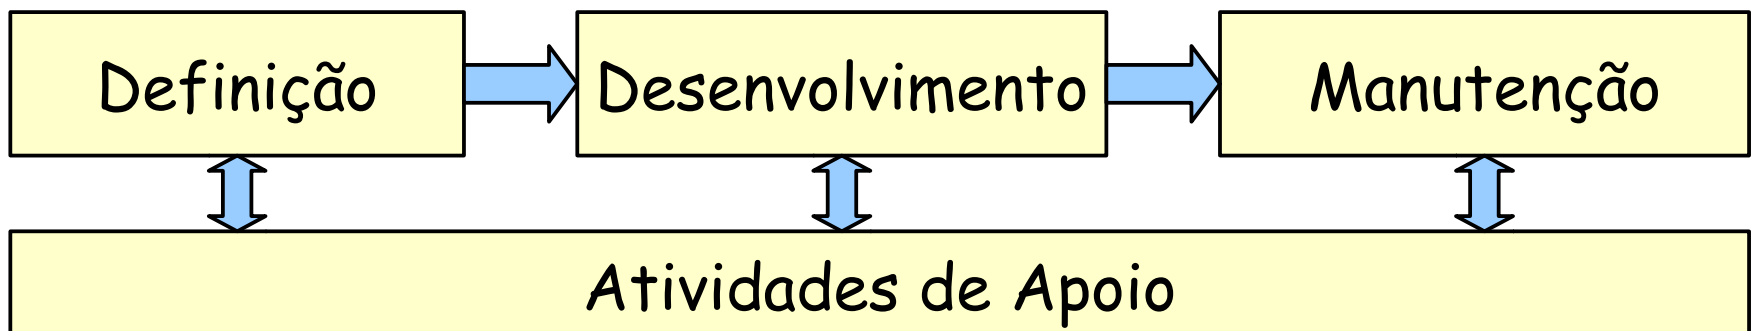 Definição
Desenvolvimento
Manutenção
Atividades de Apoio